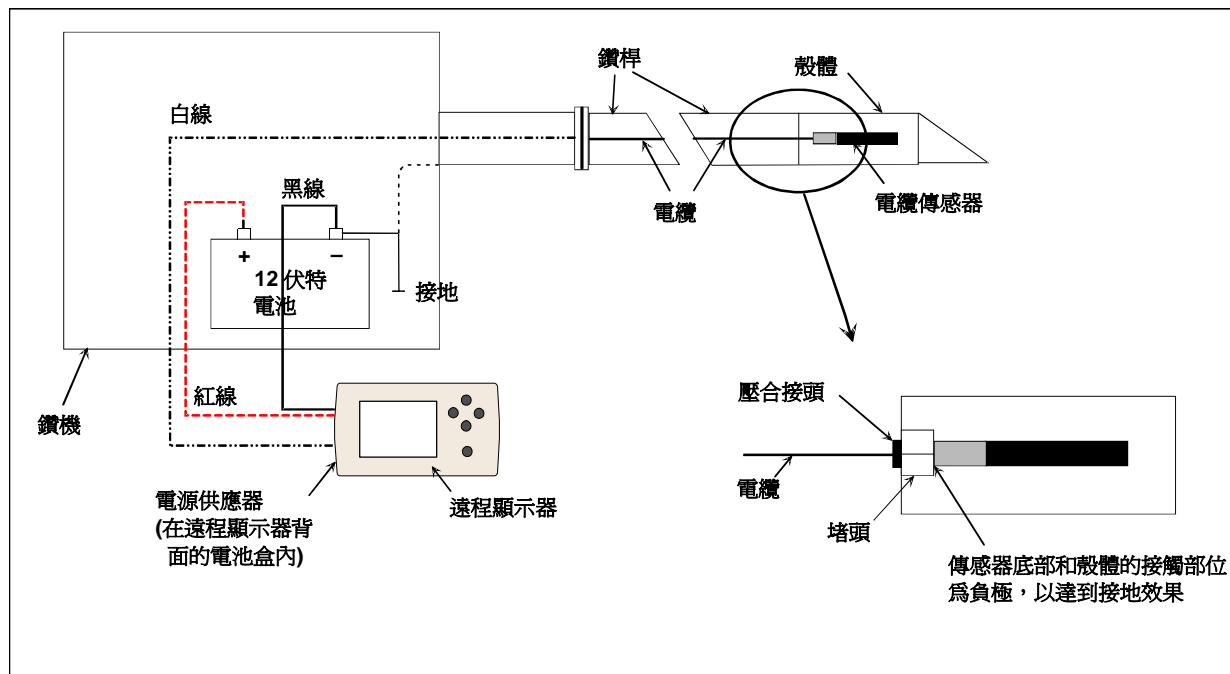 鑽桿
殼體
白線
黑線
電纜
電纜傳感器
+
–
12 伏特
電池
接地
紅線
鑽機
電源供應器
(在遠程顯示器背
面的電池盒內)
遠程顯示器
壓合接頭
電纜
堵頭
傳感器底部和殼體的接觸部位
爲負極，以達到接地效果